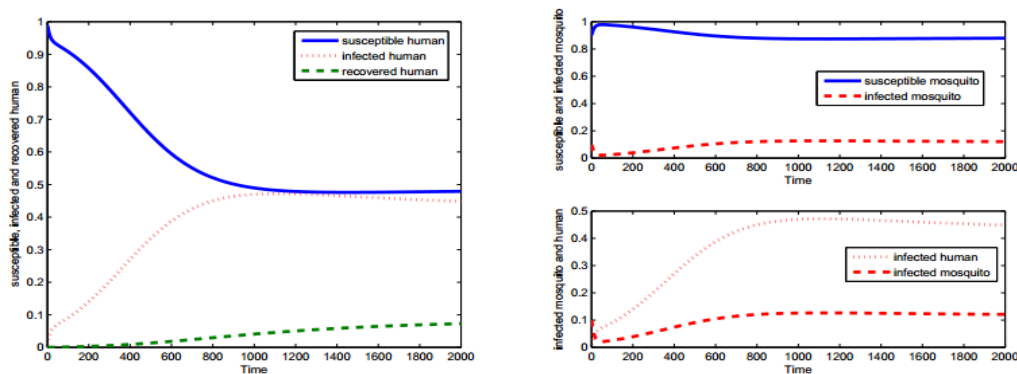 susceptible, infected and recovered human
1
0.9
0.8
0.7
0.6
0.5
0.4
0.3
0.2
0.1
0
susceptible human
infected human
recovered human
0 200 400 600 800 1000 1200 1400 1600 1800 2000
Time
susceptible and infected mosquito
1
0.8
0.6
0.4
0.2
0
susceptible mosquito
infected mosquito
0 200 400 600 800 1000 1200 1400 1600 1800 2000
Time
infected mosquito and human
0.5
0.4
0.3
0.2
0.1
0
infected human
infected mosquito
0 200 400 600 800 1000 1200 1400 1600 1800 2000
Time